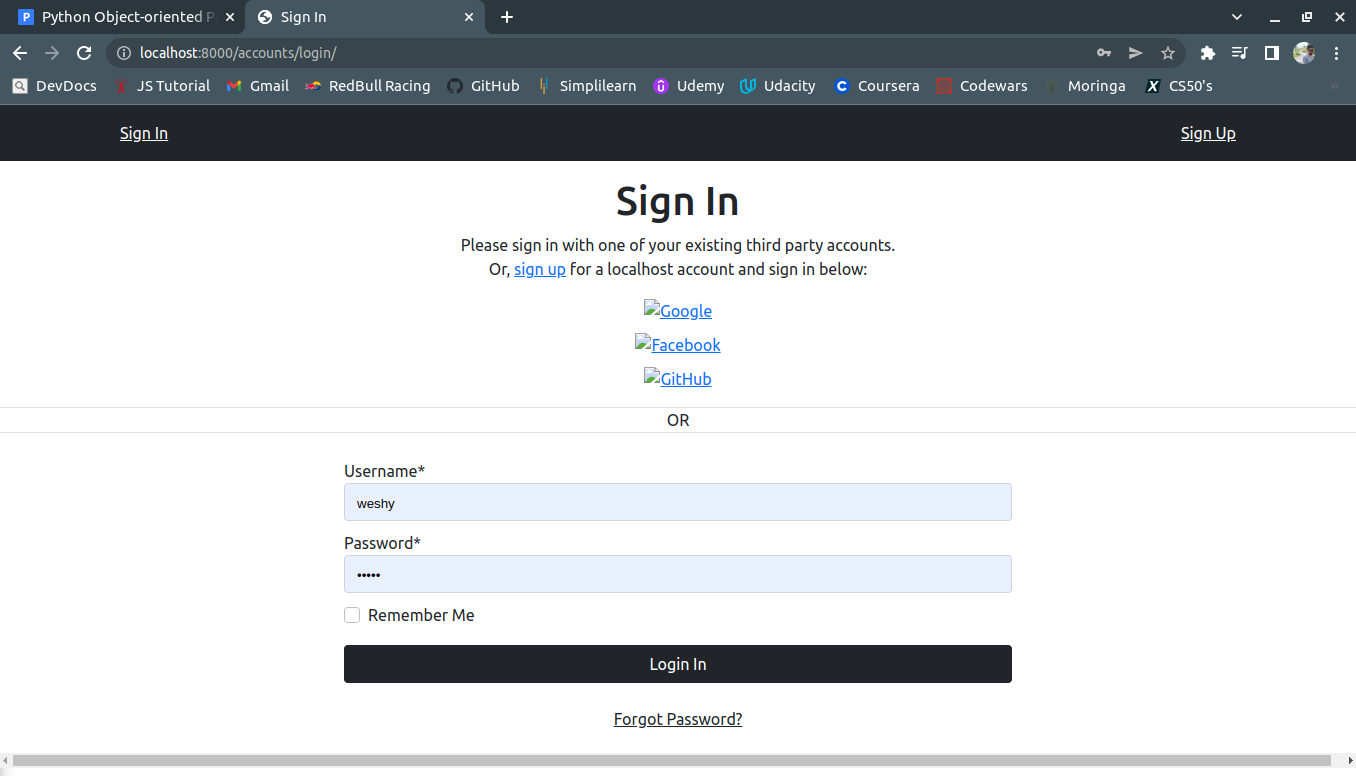 Python Object-oriented P
Sign In
localhost:8000/accounts/login/
DevDocs JS Tutorial Gmail RedBull Racing GitHub Simplilearn Udemy Udacity Coursera Codewars Moringa CS50's
Sign In Sign Up
Sign In
Please sign in with one of your existing third party accounts.
Or, sign up for a localhost account and sign in below:
Google
Facebook
GitHub
OR
Username*
weshy
Password*
•••••
Remember Me
Login In
Forgot Password?